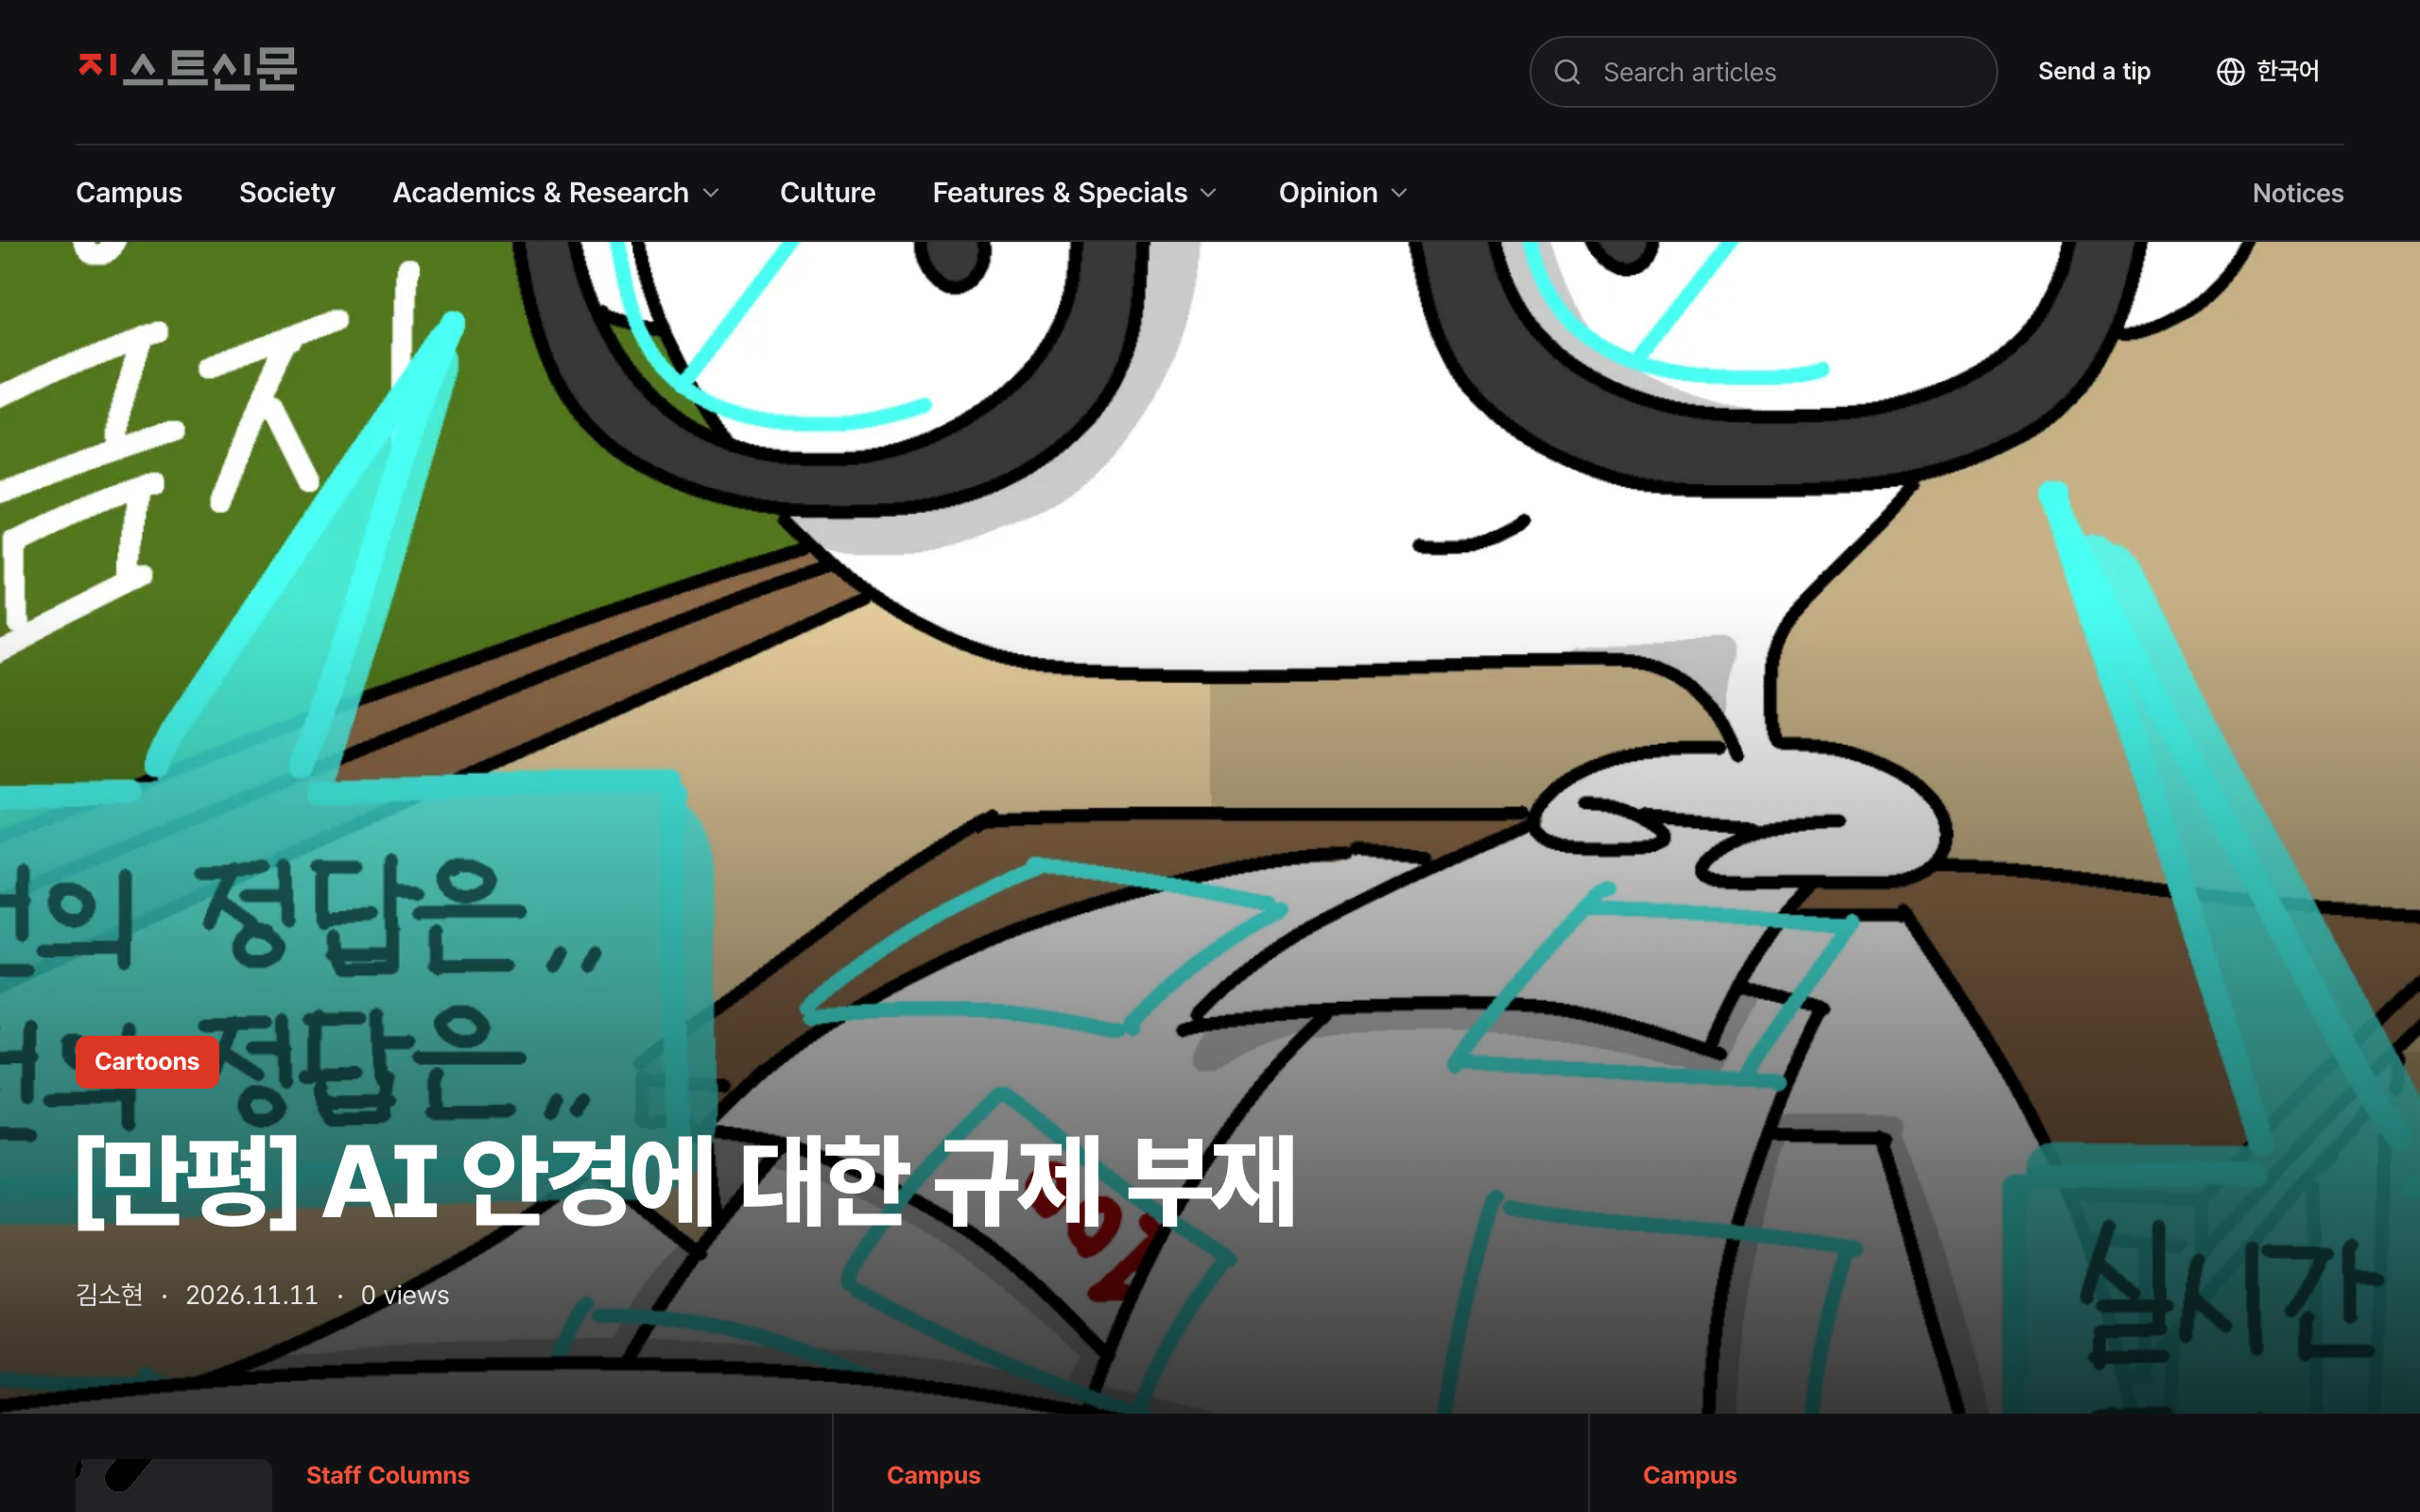 지스트신문
Search articles
Send a tip
한국어
Campus
Society
Academics & Research
Culture
Features & Specials
Opinion
Notices
금지
의 정답은,,
정답은,,
Cartoons
[만평] AI 안경에 대한 규제 부재
김소현 · 2026.11.11 · 0 views
실시간
Staff Columns
Campus
Campus